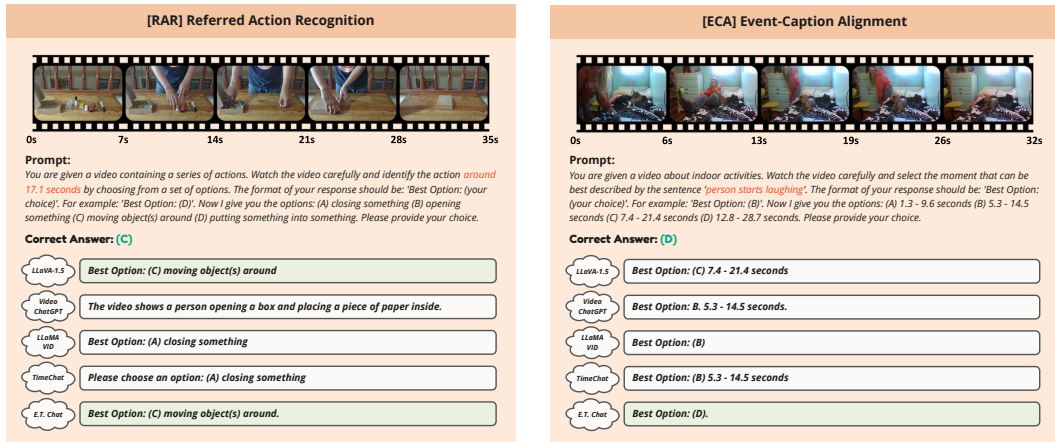 [RAR] Referred Action Recognition
0s 7s 14s 21s 28s 35s
Prompt:
You are given a video containing a series of actions. Watch the video carefully and identify the action around
17.1 seconds by choosing from a set of options. The format of your response should be: 'Best Option: (your
choice)'. For example: 'Best Option: (D)'. Now I give you the options: (A) closing something (B) opening
something (C) moving object(s) around (D) putting something into something. Please provide your choice.
Correct Answer: (C)
LLaVA-1.5
Best Option: (C) moving object(s) around
Video
ChatGPT
The video shows a person opening a box and placing a piece of paper inside.
LLaMA
VID
Best Option: (A) closing something
TimeChat
Please choose an option: (A) closing something
E.T. Chat
Best Option: (C) moving object(s) around.
[ECA] Event-Caption Alignment
0s 6s 13s 19s 26s 32s
Prompt:
You are given a video about indoor activities. Watch the video carefully and select the moment that can be
best described by the sentence 'person starts laughing'. The format of your response should be: 'Best Option:
(your choice)'. For example: 'Best Option: (B)'. Now I give you the options: (A) 1.3 - 9.6 seconds (B) 5.3 - 14.5
seconds (C) 7.4 - 21.4 seconds (D) 12.8 - 28.7 seconds. Please provide your choice.
Correct Answer: (D)
LLaVA-1.5
Best Option: (C) 7.4 - 21.4 seconds
Video
ChatGPT
Best Option: B. 5.3 - 14.5 seconds.
LLaMA
VID
Best Option: (B)
TimeChat
Best Option: (B) 5.3 - 14.5 seconds
E.T. Chat
Best Option: (D).